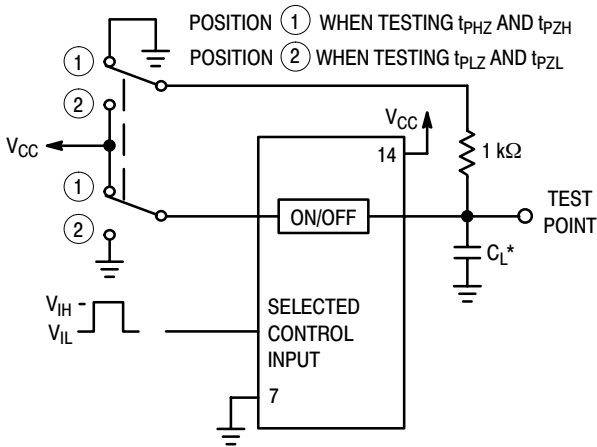 POSITION 1 WHEN TESTING tPHZ AND tPZH
POSITION 2 WHEN TESTING tPLZ AND tPZL
1
2
VCC
1
2
VCC
14
1 kΩ
ON/OFF
TEST
POINT
CL*
VIH
VIL
SELECTED
CONTROL
INPUT
7